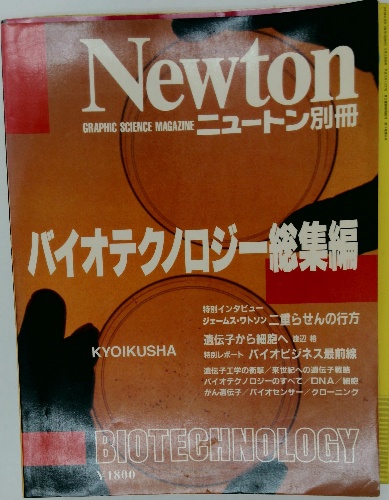 Newton
GRAPHIC SCIENCE MAGAZINE ニュートン別冊
バイオテクノロジー総集編
特別インタビュー
ジェームス・ワトソン 二重らせんの行方
遺伝子から細胞へ 渡辺 格
KYOIKUSHA
特別レポート バイオビジネス最前線
遺伝子工学の衝撃/来世紀への遺伝子戦略
バイオテクノロジーのすべて/DNA/細胞
がん遺伝子/バイオセンサー/クローニング
BIOTECHNOLOGY
¥1800